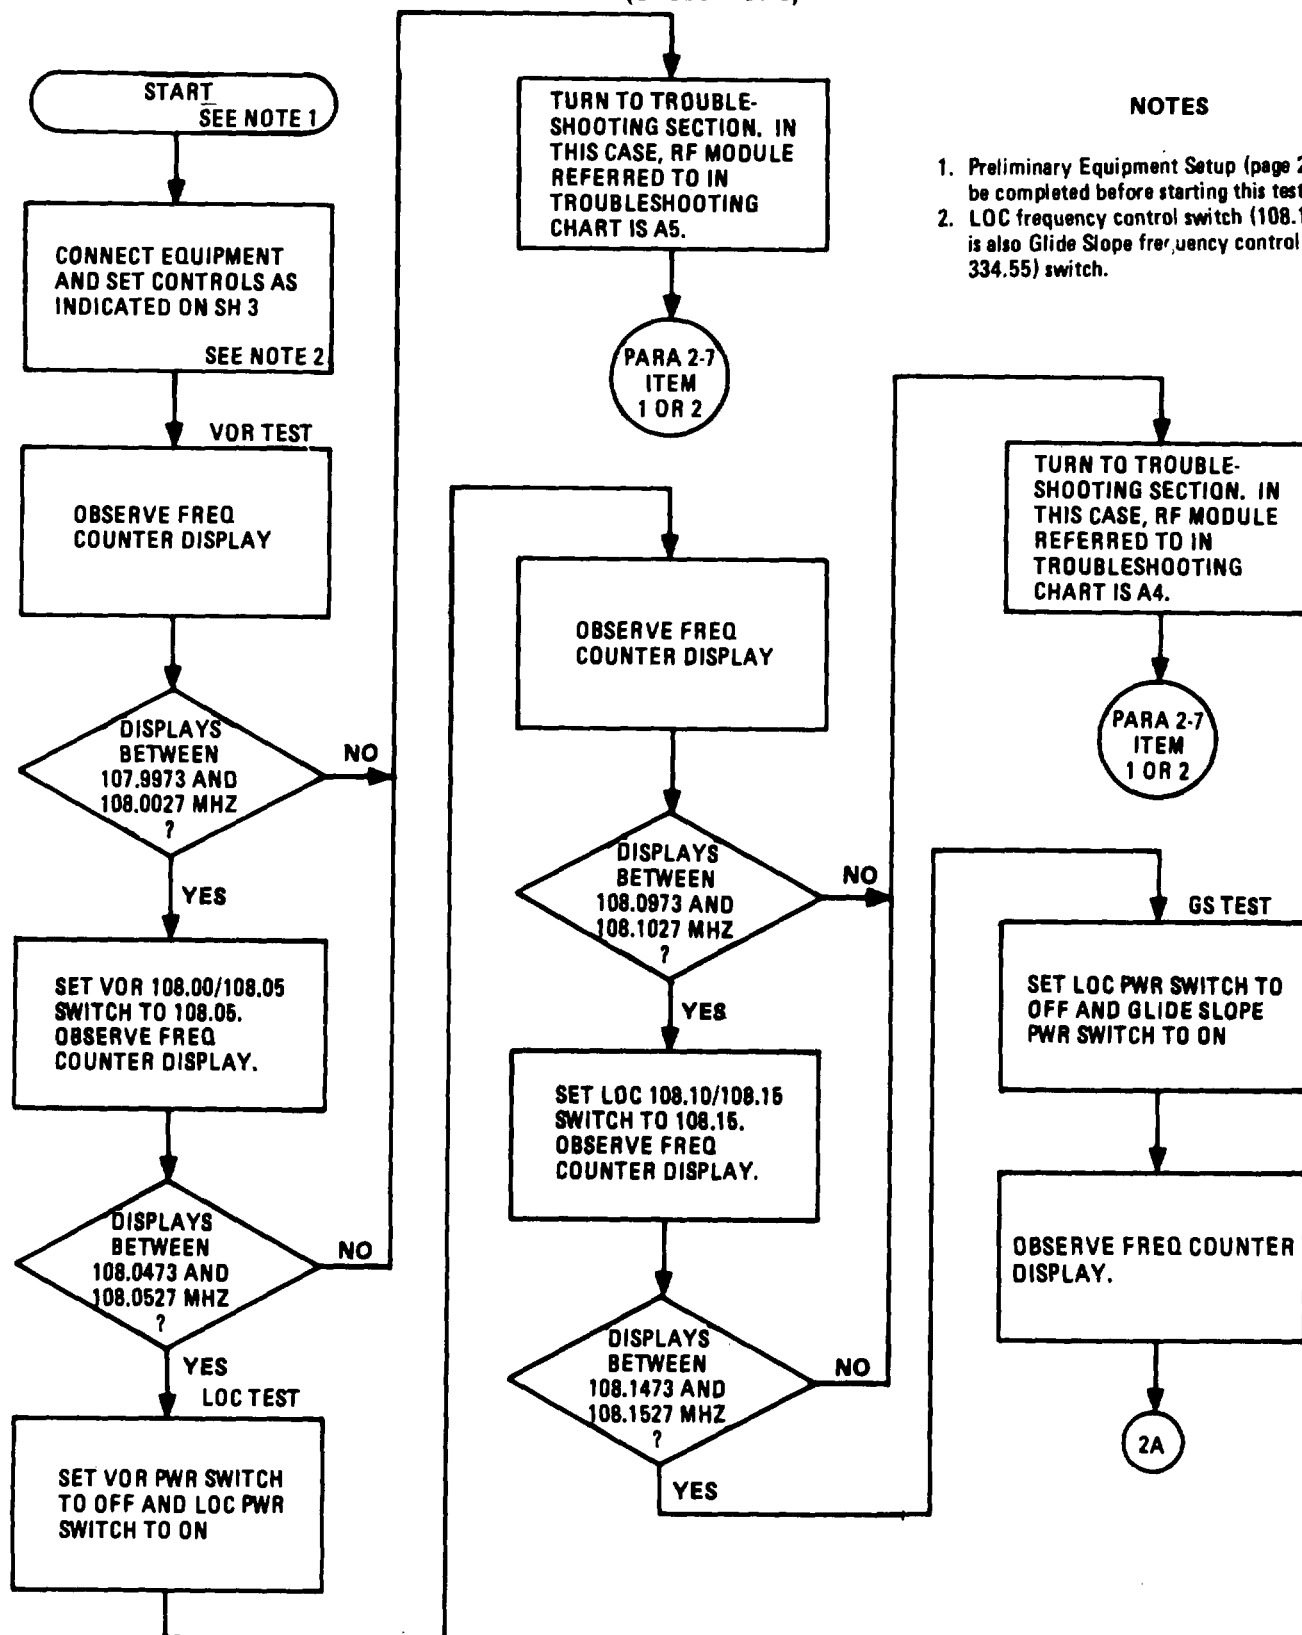 START
SEE NOTE 1
CONNECT EQUIPMENT
AND SET CONTROLS AS
INDICATED ON SH 3
SEE NOTE 2
VOR TEST
OBSERVE FREQ
COUNTER DISPLAY
DISPLAYS
BETWEEN
107.9973 AND
108.0027 MHZ
?
NO
YES
SET VOR 108.00/108.05
SWITCH TO 108.05.
OBSERVE FREQ
COUNTER DISPLAY.
DISPLAYS
BETWEEN
108.0473 AND
108.0527 MHZ
?
NO
YES
LOC TEST
SET VOR PWR SWITCH
TO OFF AND LOC PWR
SWITCH TO ON
TURN TO TROUBLE-
SHOOTING SECTION. IN
THIS CASE, RF MODULE
REFERRED TO IN
TROUBLESHOOTING
CHART IS A5.
PARA 2-7
ITEM
1 OR 2
OBSERVE FREQ
COUNTER DISPLAY
DISPLAYS
BETWEEN
108.0973 AND
108.1027 MHZ
?
NO
YES
SET LOC 108.10/108.15
SWITCH TO 108.15.
OBSERVE FREQ
COUNTER DISPLAY.
DISPLAYS
BETWEEN
108.1473 AND
108.1527 MHZ
?
NO
YES
NOTES
1. Preliminary Equipment Setup (page 2
be completed before starting this test
2. LOC frequency control switch (108.1
is also Glide Slope frequency control
334.55) switch.
TURN TO TROUBLE-
SHOOTING SECTION. IN
THIS CASE, RF MODULE
REFERRED TO IN
TROUBLESHOOTING
CHART IS A4.
PARA 2-7
ITEM
1 OR 2
GS TEST
SET LOC PWR SWITCH TO
OFF AND GLIDE SLOPE
PWR SWITCH TO ON
OBSERVE FREQ COUNTER
DISPLAY.
2A